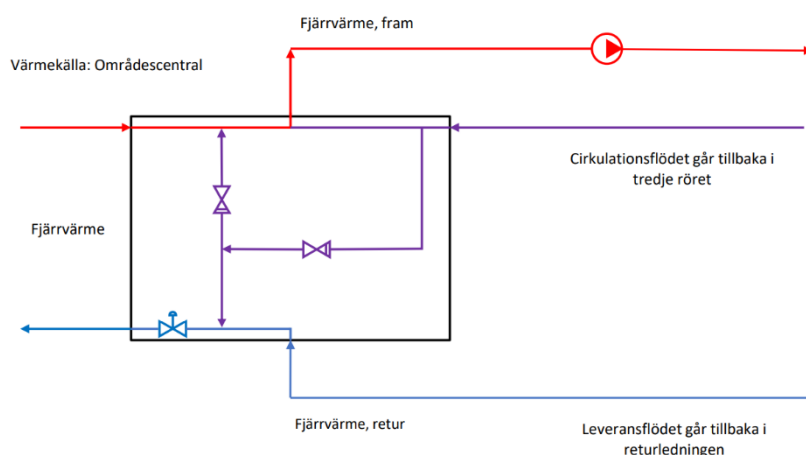 Fjärrvärme, fram
Värmekälla: Områdescentral
Cirkulationsflödet går tillbaka i
tredje röret
Fjärrvärme
Fjärrvärme, retur
Leveransflödet går tillbaka i
returledningen